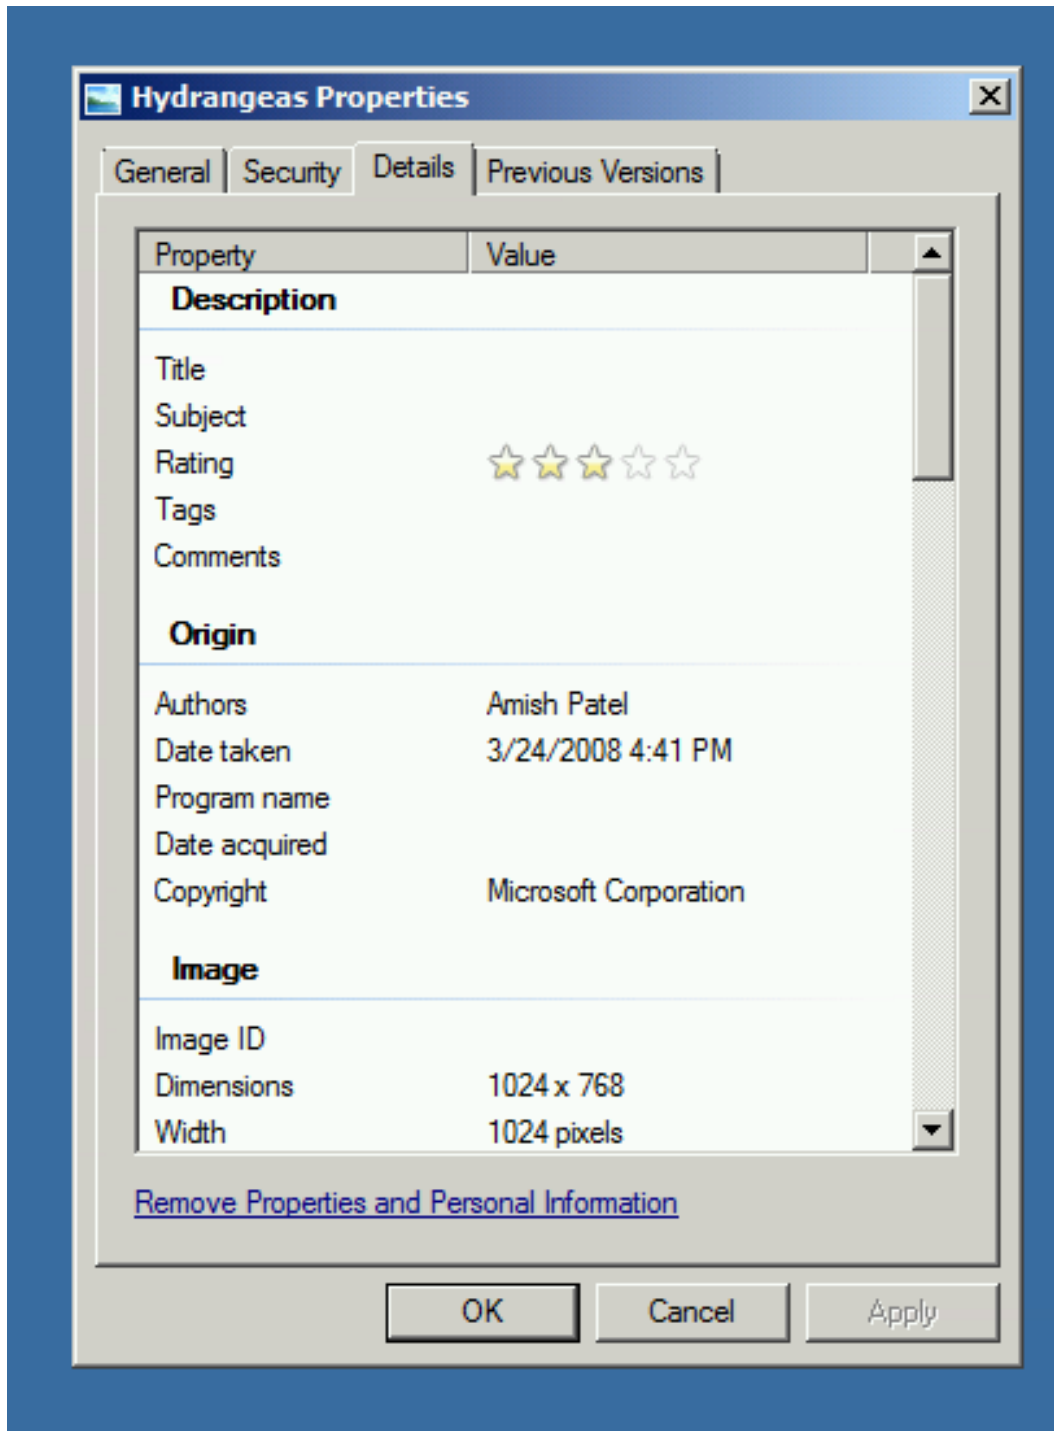 Hydrangeas Properties
General Security Details Previous Versions
Property Value
Description
Title
Subject
Rating
Tags
Comments
Origin
Authors Amish Patel
Date taken 3/24/2008 4:41 PM
Program name
Date acquired
Copyright Microsoft Corporation
Image
Image ID
Dimensions 1024 x 768
Width 1024 pixels
Remove Properties and Personal Information
OK Cancel Apply